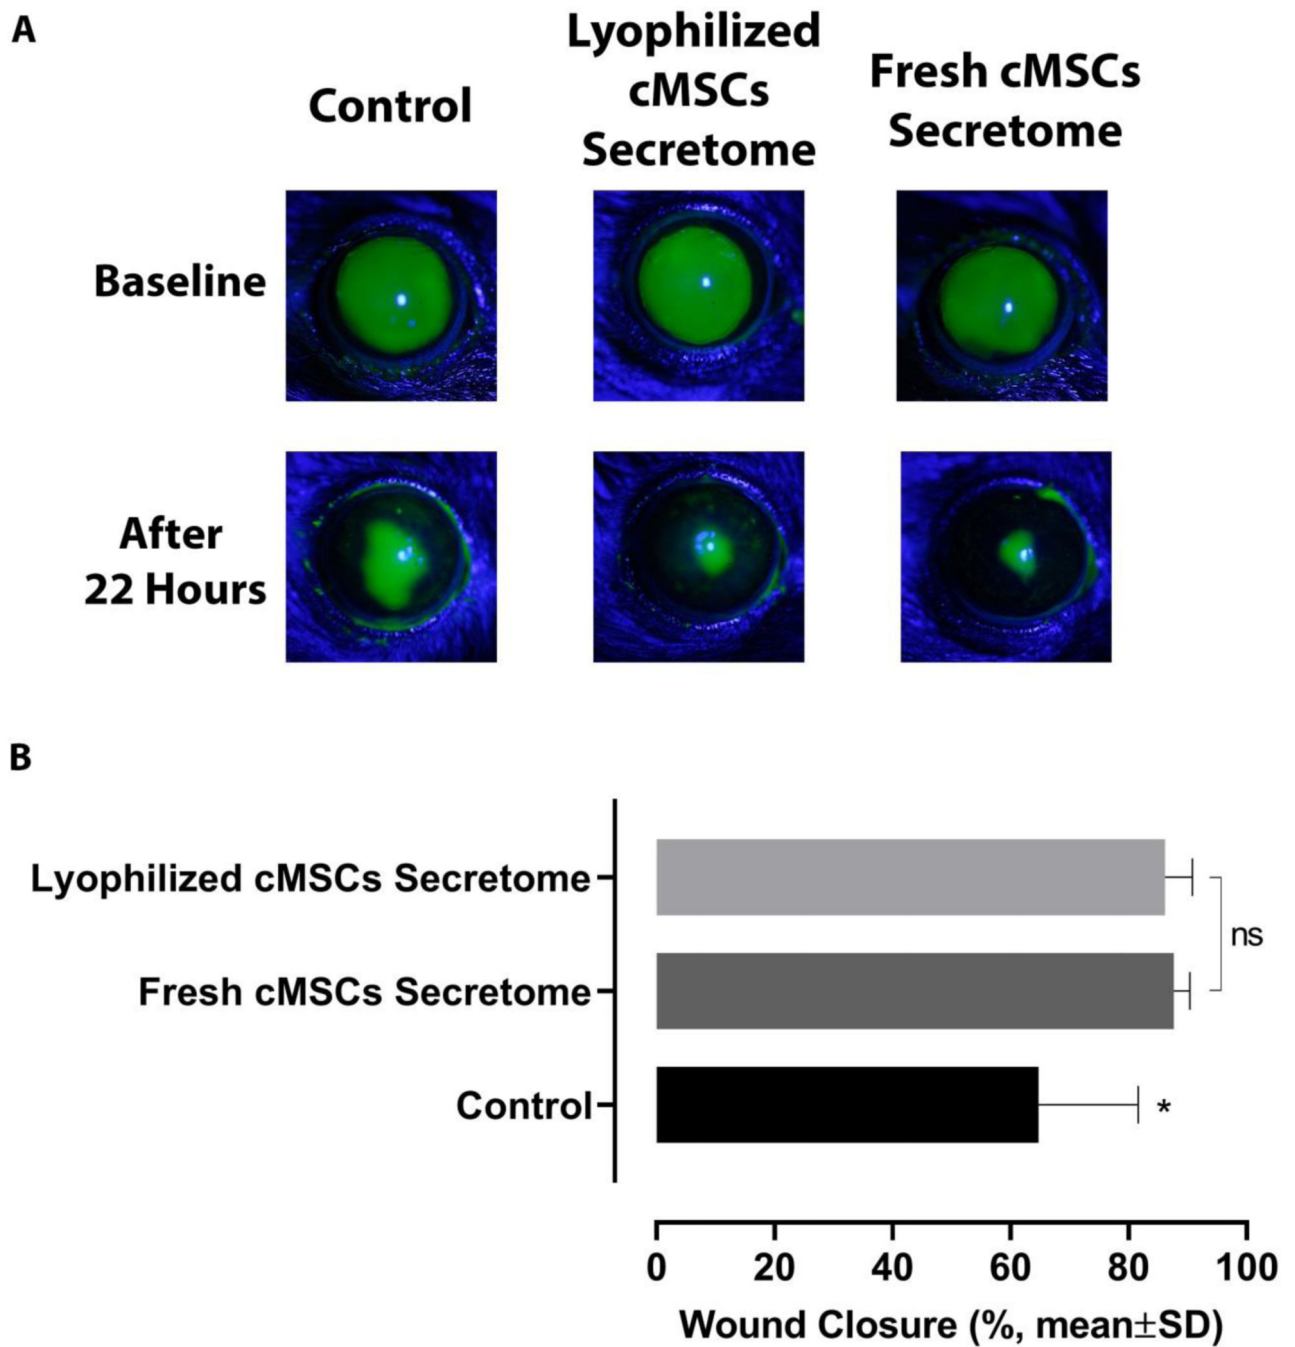 A
Control
Lyophilized
cMSCs
Secretome
Fresh cMSCs
Secretome
Baseline
After
22 Hours
B
Lyophilized cMSCs Secretome
ns
Fresh cMSCs Secretome
Control
*
0 20 40 60 80 100
Wound Closure (%, mean±SD)